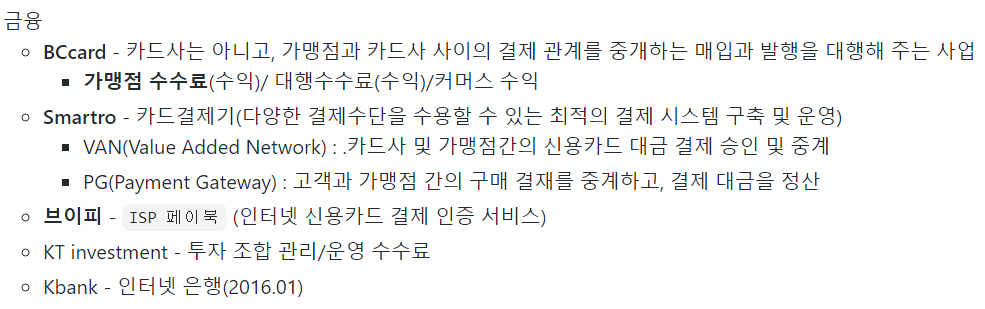 금융
BCcard - 카드사는 아니고, 가맹점과 카드사 사이의 결제 관계를 중개하는 매입과 발행을 대행해 주는 사업
가맹점 수수료(수익)/ 대행수수료(수익)/커머스 수익
Smartro - 카드결제기(다양한 결제수단을 수용할 수 있는 최적의 결제 시스템 구축 및 운영)
VAN(Value Added Network) : .카드사 및 가맹점간의 신용카드 대금 결제 승인 및 중계
PG(Payment Gateway) : 고객과 가맹점 간의 구매 결재를 중계하고, 결제 대금을 정산
브이피 - ISP 페이북 (인터넷 신용카드 결제 인증 서비스)
KT investment - 투자 조합 관리/운영 수수료
Kbank - 인터넷 은행(2016.01)